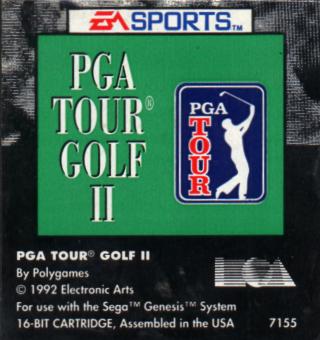 EA SPORTS™
PGA
TOUR®
GOLF
II
PGA
TOUR
PGA TOUR® GOLF II
By Polygames
© 1992 Electronic Arts
For use with the Sega™ Genesis™ System
16-BIT CARTRIDGE, Assembled in the USA 7155